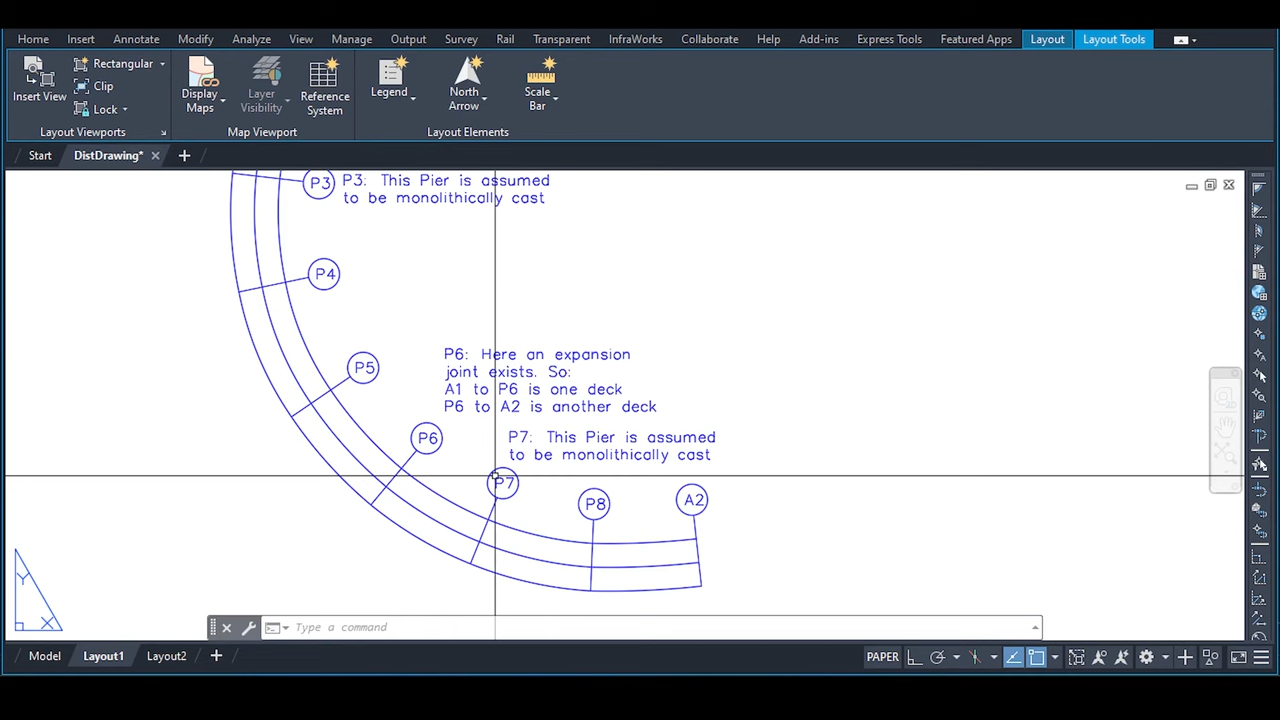 Home Insert Annotate Modify Analyze View Manage Output Survey Rail Transparent InfraWorks Collaborate Help Add-ins Express Tools Featured Apps Layout Layout Tools
Insert View
Rectangular
Clip
Lock
Display Maps
Layer Visibility
Reference System
Legend
North Arrow
Scale Bar
Layout Viewports
Map Viewport
Layout Elements
Start DistDrawing*
P3
P3: This Pier is assumed
to be monolithically cast
P4
P6: Here an expansion
joint exists. So:
A1 to P6 is one deck
P6 to A2 is another deck
P5
P6
P7: This Pier is assumed
to be monolithically cast
P7
P8
A2
Y
X
Type a command
Model Layout1 Layout2
PAPER